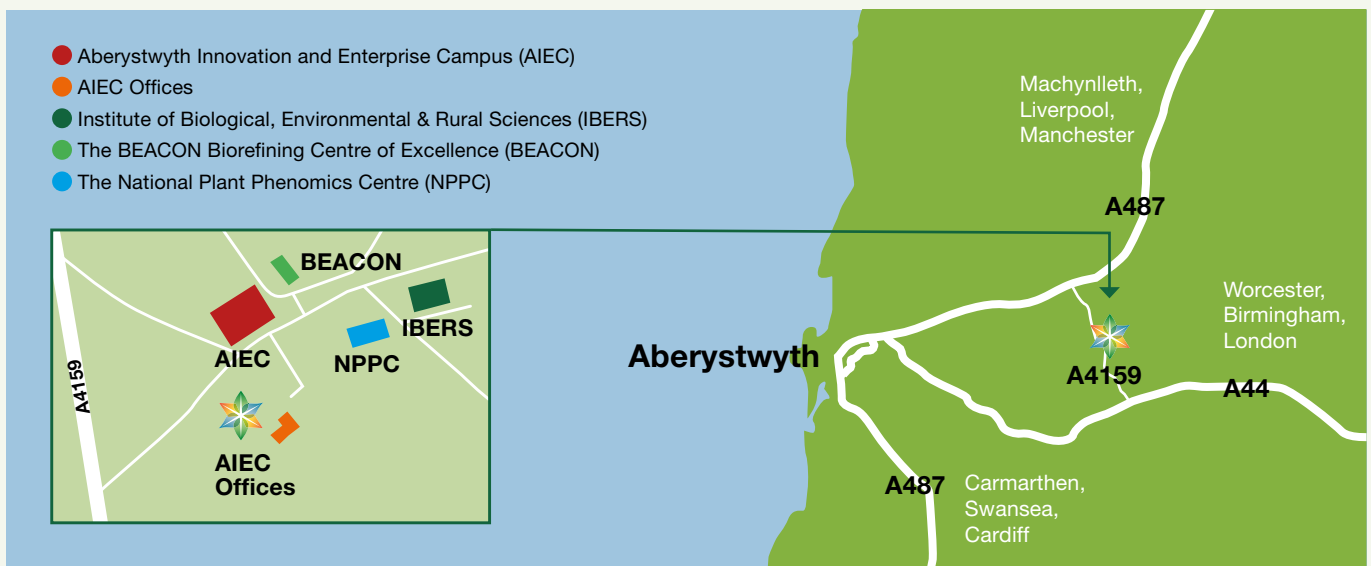 Aberystwyth Innovation and Enterprise Campus (AIEC)
AIEC Offices
Institute of Biological, Environmental & Rural Sciences (IBERS)
The BEACON Biorefining Centre of Excellence (BEACON)
The National Plant Phenomics Centre (NPPC)
BEACON
IBERS
AIEC
NPPC
A4159
AIEC
Offices
Machynlleth,
Liverpool,
Manchester
A487
Worcester,
Birmingham,
London
Aberystwyth
A4159
A44
A487
Carmarthen,
Swansea,
Cardiff